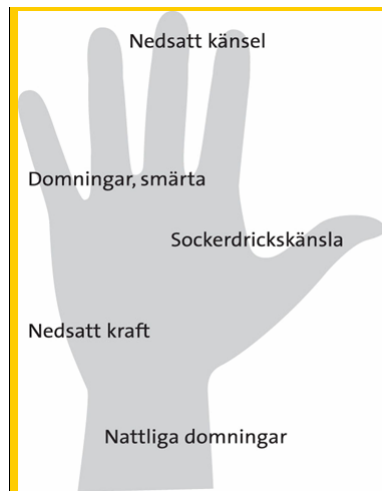 Nedsatt känsel
Domningar, smärta
Sockerdrickskänsla
Nedsatt kraft
Nattliga domningar